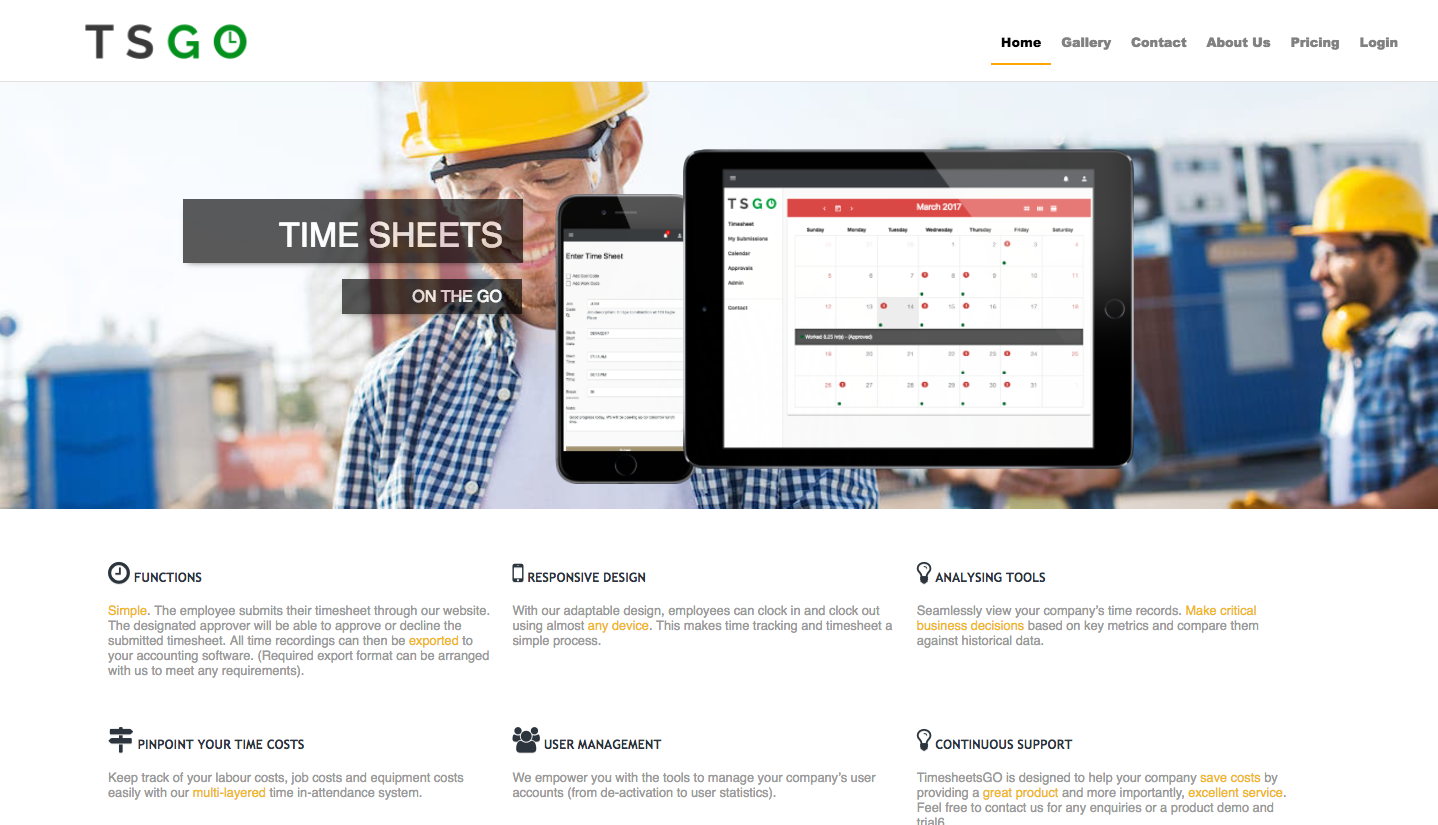 TSGO
Home Gallery Contact About Us Pricing Login
TIME SHEETS
ON THE GO
Enter Time Sheet
TSGO
Timesheet
My Submissions
Calendar
Approvals
Admin
Contact
March 2017
Sunday Monday Tuesday Wednesday Thursday Friday Saturday
1 2 3 4
5 6 7 8 9 10 11
12 13 14 15 16 17 18
Worked 8.25 hr(s) - (Approved)
19 20 21 22 23 24 25
26 27 28 29 30 31
FUNCTIONS
Simple. The employee submits their timesheet through our website.
The designated approver will be able to approve or decline the
submitted timesheet. All time recordings can then be exported to
your accounting software. (Required export format can be arranged
with us to meet any requirements).
RESPONSIVE DESIGN
With our adaptable design, employees can clock in and clock out
using almost any device. This makes time tracking and timesheet a
simple process.
ANALYSING TOOLS
Seamlessly view your company's time records. Make critical
business decisions based on key metrics and compare them
against historical data.
PINPOINT YOUR TIME COSTS
Keep track of your labour costs, job costs and equipment costs
easily with our multi-layered time in-attendance system.
USER MANAGEMENT
We empower you with the tools to manage your company's user
accounts (from de-activation to user statistics).
CONTINUOUS SUPPORT
TimesheetsGO is designed to help your company save costs by
providing a great product and more importantly, excellent service.
Feel free to contact us for any enquiries or a product demo and
trial6